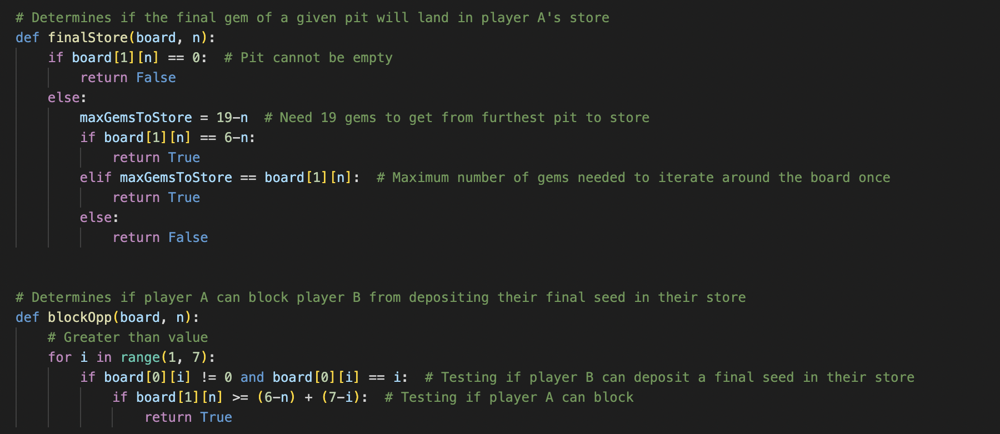 # Determines if the final gem of a given pit will land in player A's store
def finalStore(board, n):
    if board[1][n] == 0:  # Pit cannot be empty
        return False
    else:
        maxGemsToStore = 19-n  # Need 19 gems to get from furthest pit to store
        if board[1][n] == 6-n:
            return True
        elif maxGemsToStore == board[1][n]:  # Maximum number of gems needed to iterate around the board once
            return True
        else:
            return False
# Determines if player A can block player B from depositing their final seed in their store
def blockOpp(board, n):
    # Greater than value
    for i in range(1, 7):
        if board[0][i] != 0 and board[0][i] == i:  # Testing if player B can deposit a final seed in their store
            if board[1][n] >= (6-n) + (7-i):  # Testing if player A can block
                return True